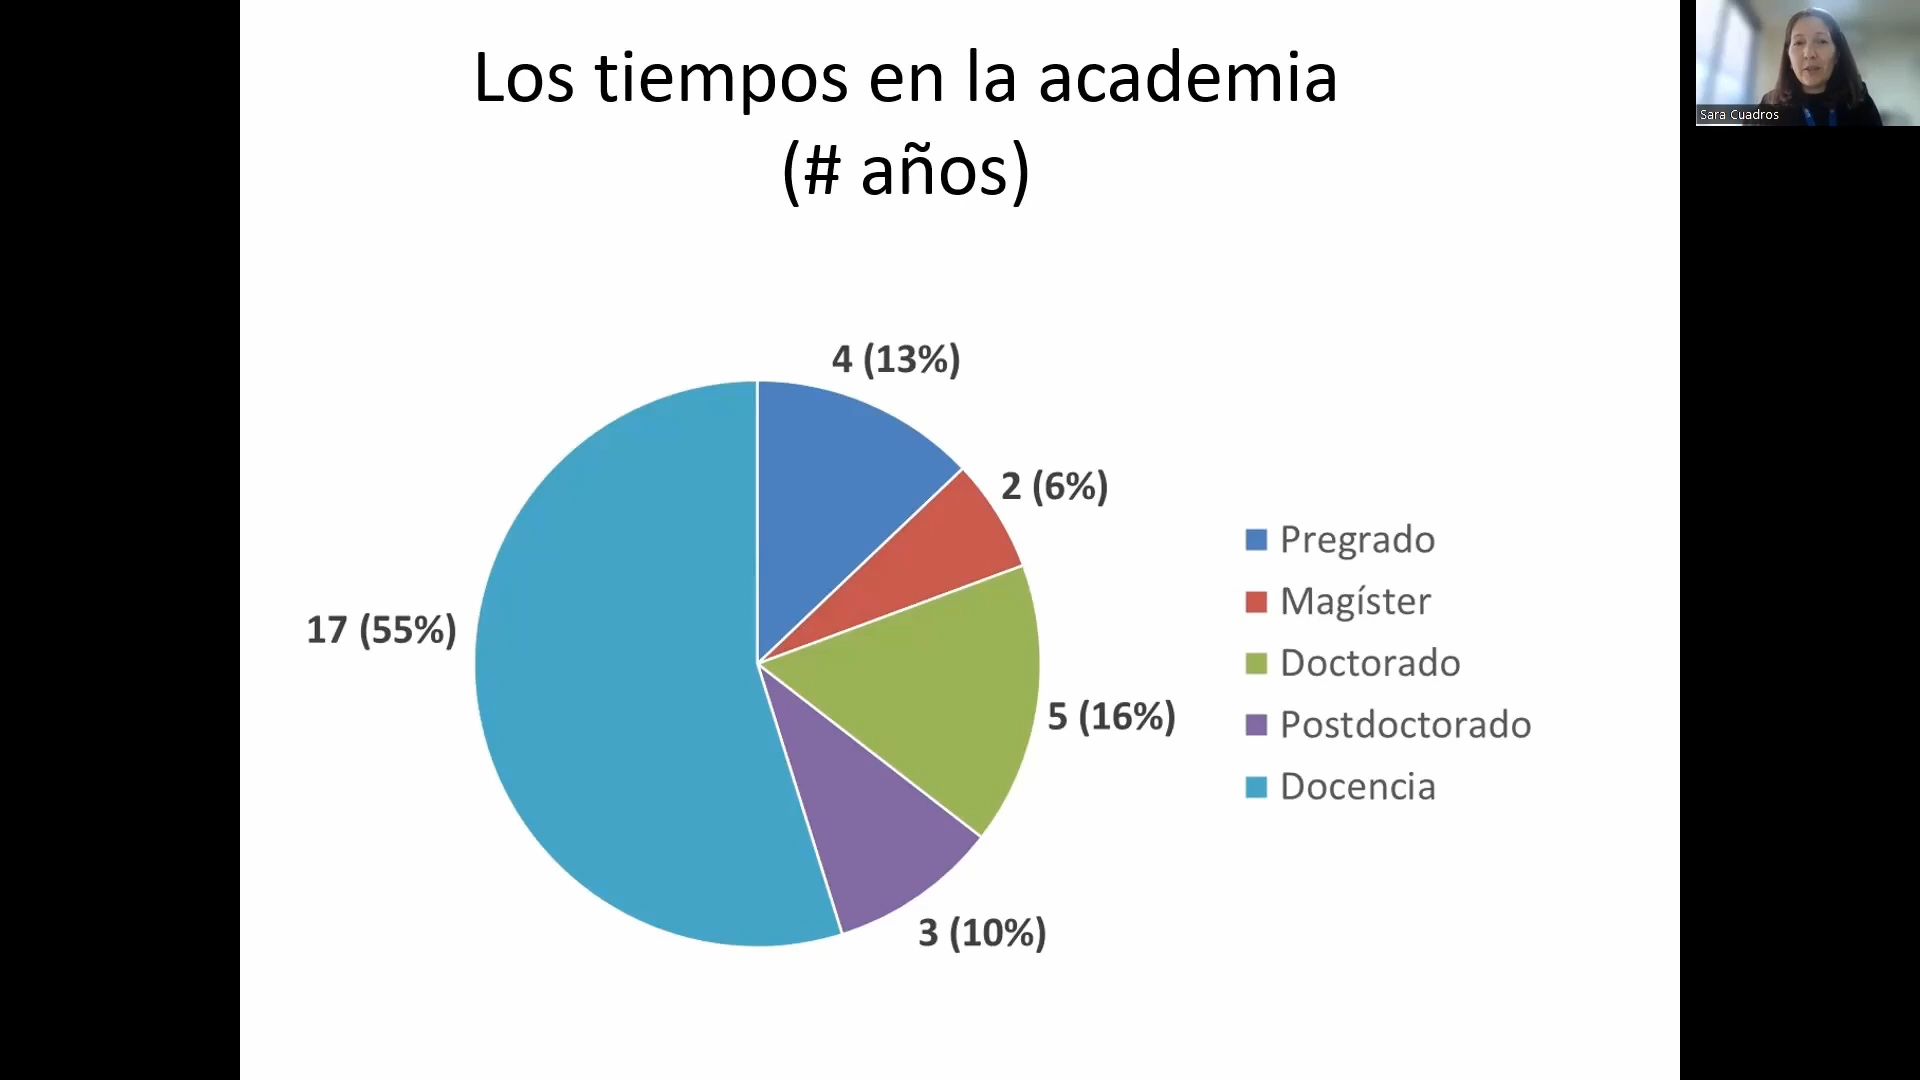 Los tiempos en la academia
(# años)
Sara Cuadros
4 (13%)
2 (6%)
17 (55%)
5 (16%)
3 (10%)
Pregrado
Magíster
Doctorado
Postdoctorado
Docencia